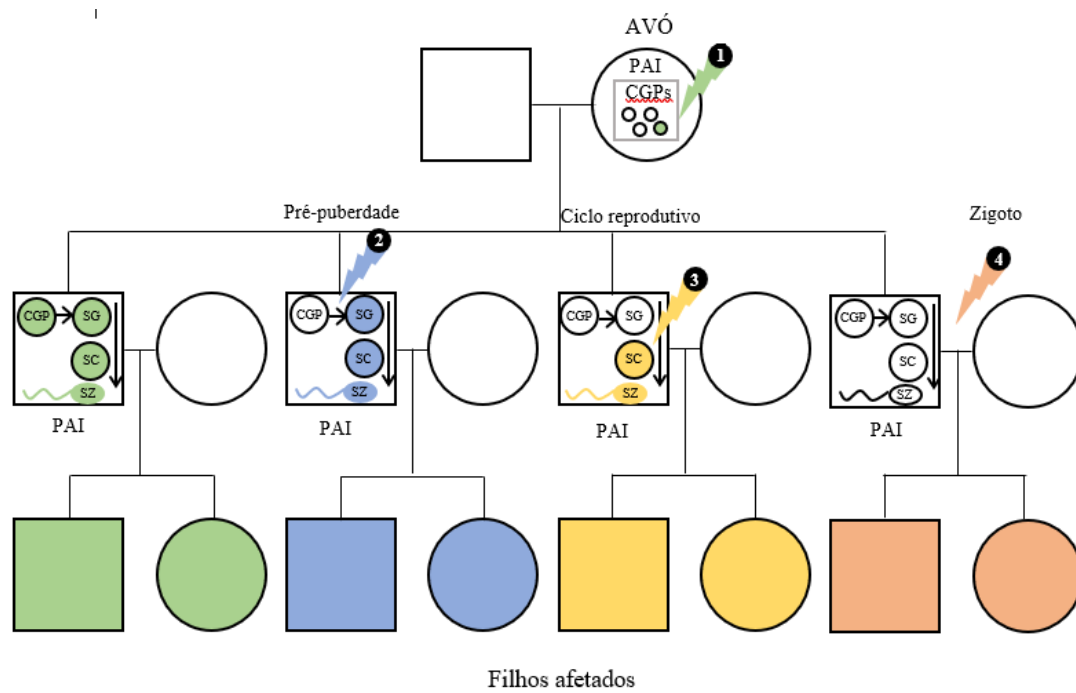 AVÓ
PAI
CGPs
1
Pré-puberdade
Ciclo reprodutivo
Zigoto
2
3
4
CGP SG
SC
SZ
PAI
CGP SG
SC
SZ
PAI
CGP SG
SC
SZ
PAI
CGP SG
SC
SZ
PAI
Filhos afetados